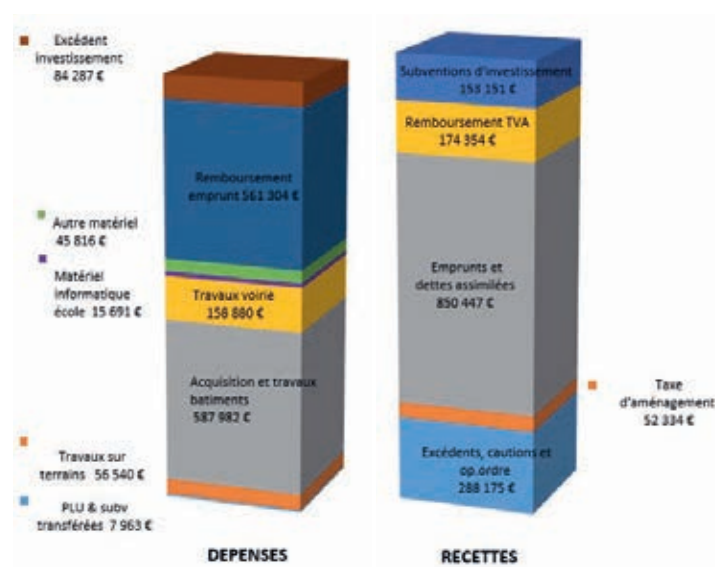 Excédent
investissement
84 287 €
Remboursement
emprunt 561 304 €
Autre matériel
45 816 €
Matériel
informatique
école 15 691 €
Travaux voirie
158 880 €
Acquisition et travaux
batiments
587 982 €
Travaux sur
terrains 56 540 €
PLU & subv
transférées 7 963 €
DEPENSES
Subventions d'investissement
153 151 €
Remboursement TVA
174 354 €
Emprunts et
dettes assimilées
850 447 €
Taxe
d'aménagement
52 334 €
Excédents, cautions et
op.ordre
288 175 €
RECETTES